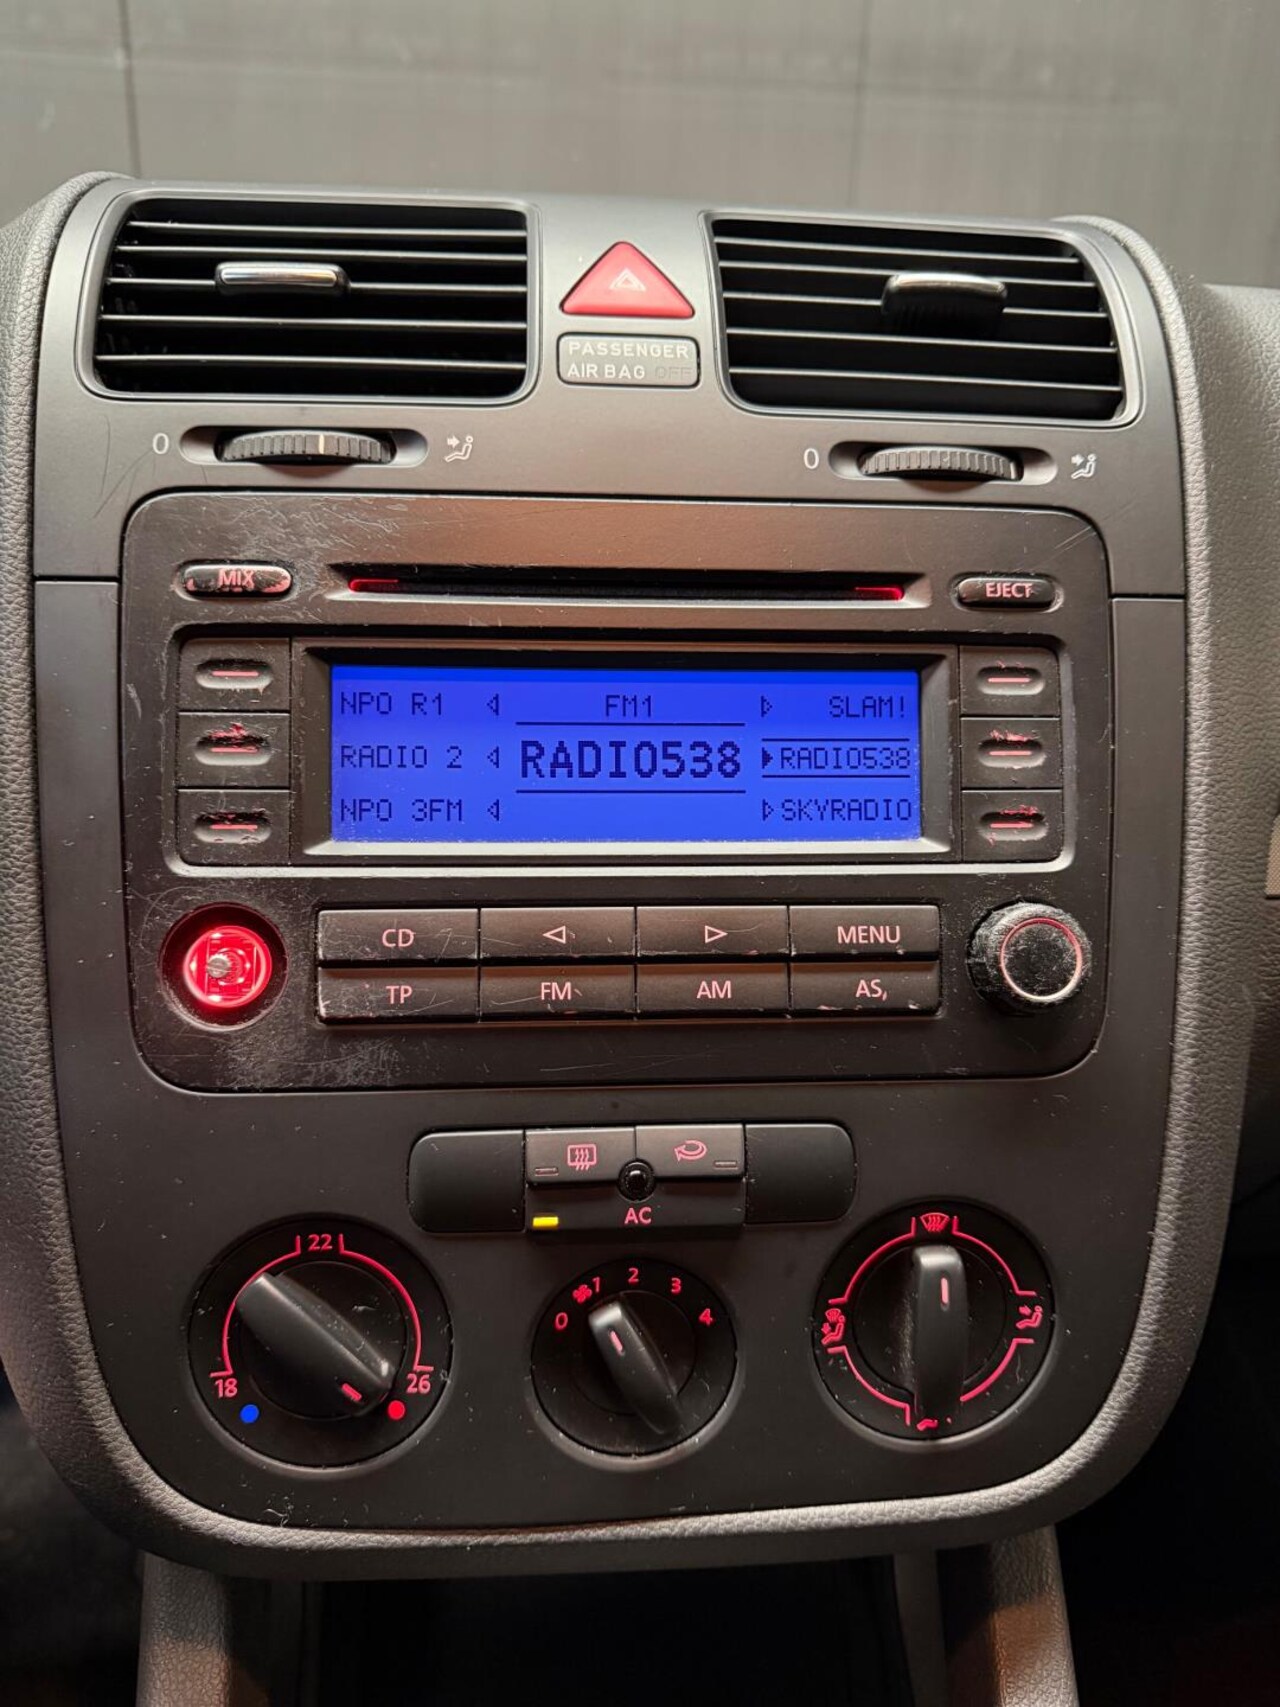 PASSENGER
AIR BAG OFF
0
0
MIX
EJECT
NPO R1 FM1 SLAM!
RADIO 2 RADIO538 RADIO538
NPO 3FM SKYRADIO
CD MENU
TP FM AM AS
AC
22
18 26
0 1 2 3 4